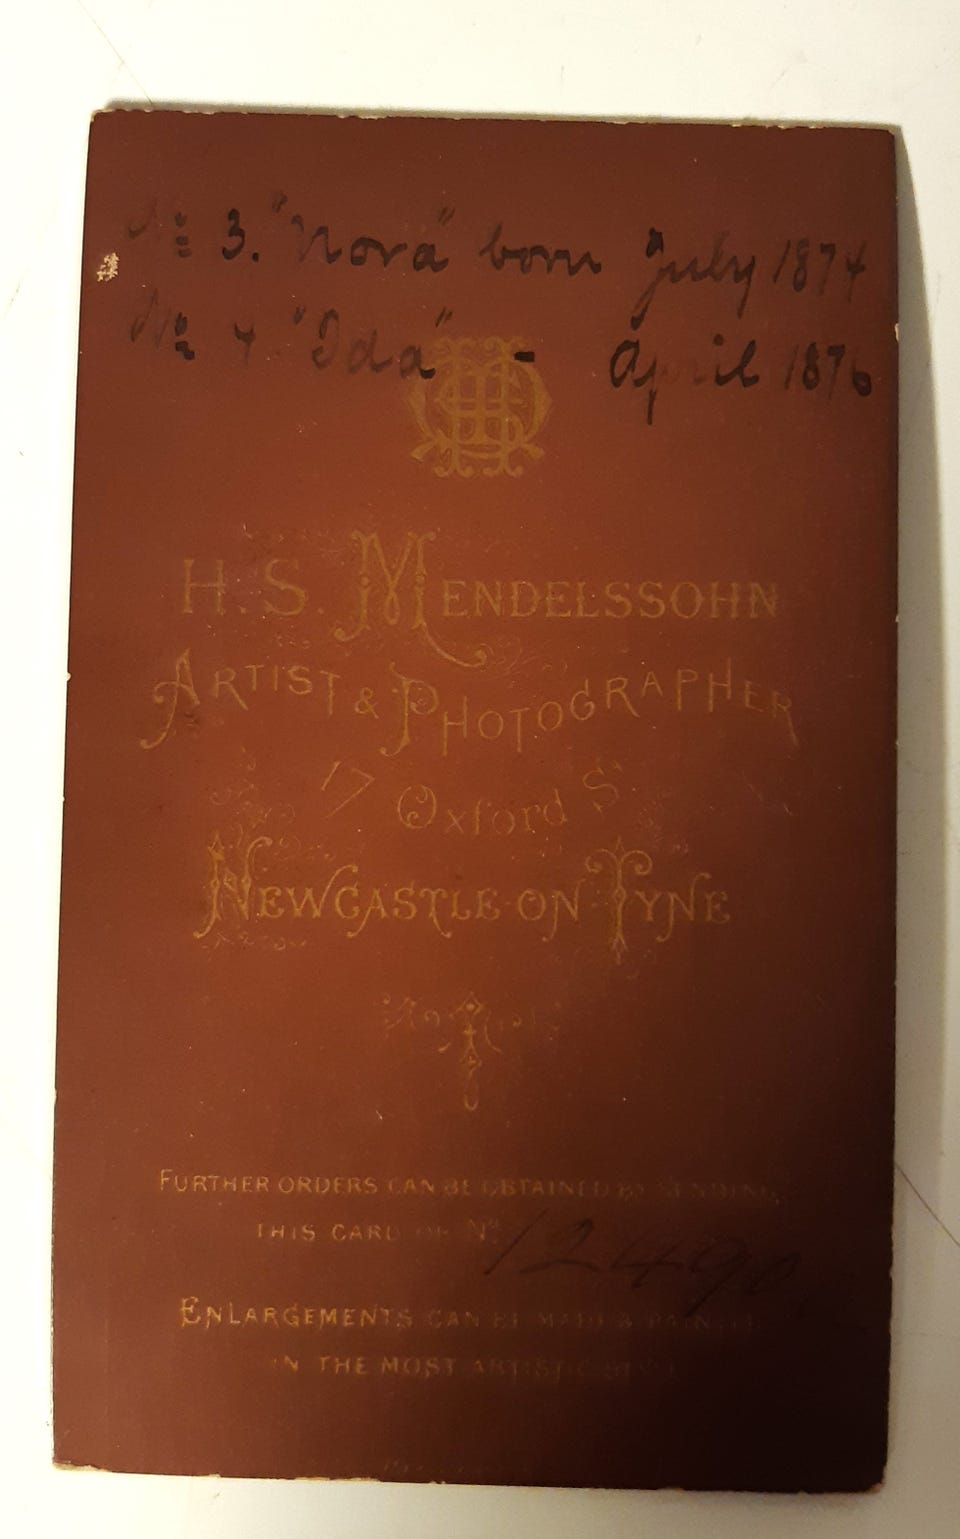 No 3. "Nora" born July 1874
No 4 "Ida" - April 1876
H. S. MENDELSSOHN
ARTIST & PHOTOGRAPHER
17 Oxford St
NEWCASTLE-ON-TYNE
FURTHER ORDERS CAN BE OBTAINED BY SENDING
THIS CARD OR No
ENLARGEMENTS CAN BE MADE & PAINTED
IN THE MOST ARTISTIC STYLE